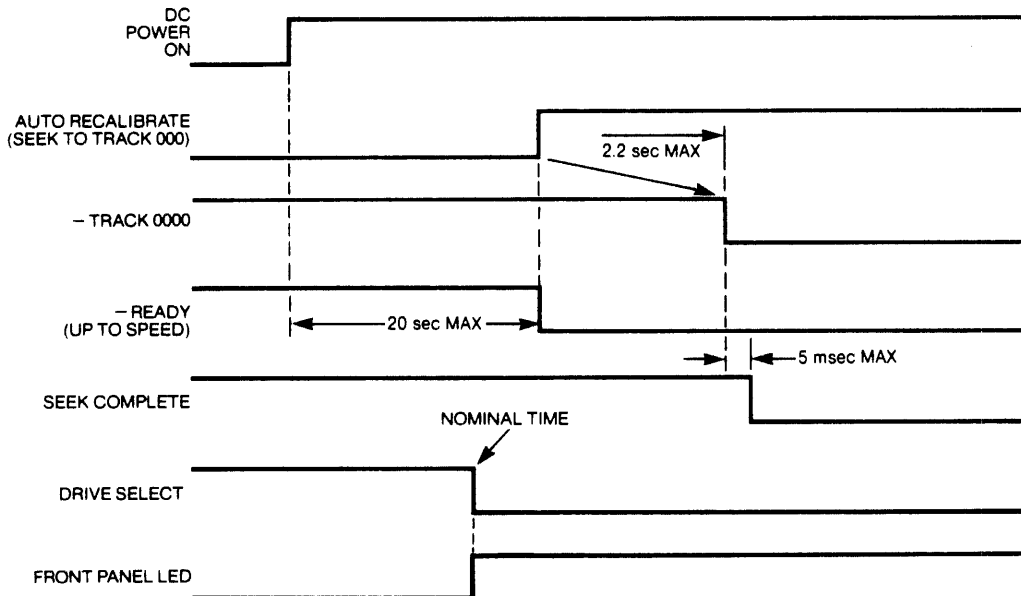 DC
POWER
ON
AUTO RECALIBRATE
(SEEK TO TRACK 000)
2.2 sec MAX
– TRACK 0000
– READY
(UP TO SPEED)
20 sec MAX
5 msec MAX
SEEK COMPLETE
NOMINAL TIME
DRIVE SELECT
FRONT PANEL LED